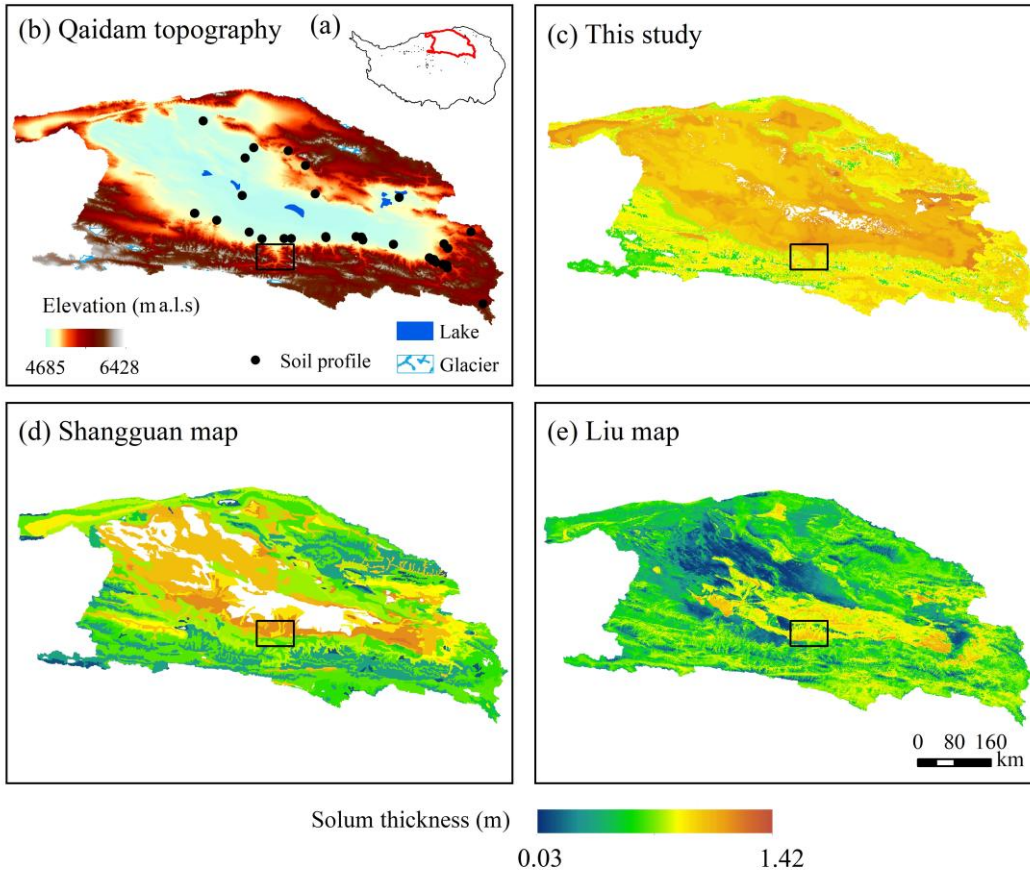 (b) Qaidam topography
(a)
Elevation (m a.l.s)
4685 6428
Soil profile
Lake
Glacier
(c) This study
(d) Shangguan map
(e) Liu map
0 80 160
km
Solum thickness (m)
0.03 1.42